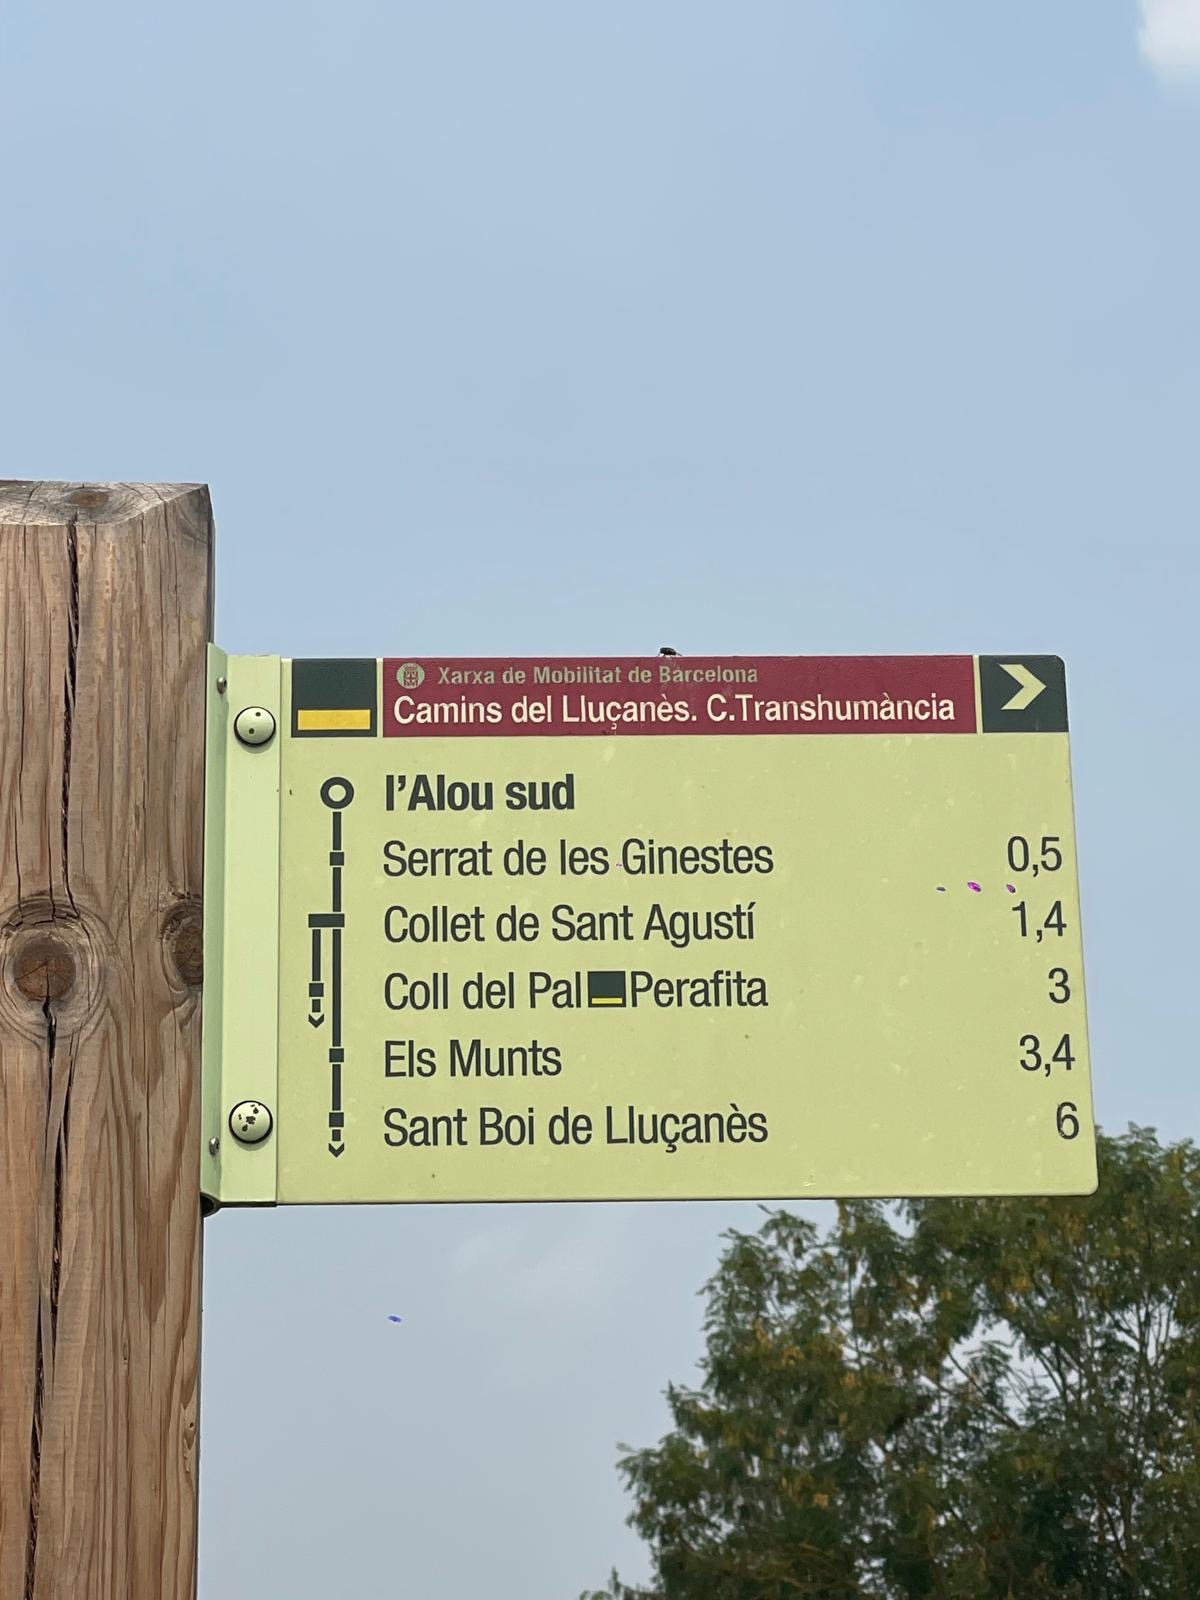 Xarxa de Mobilitat de Barcelona
Camins del Lluçanès. C.Transhumància
l'Alou sud
Serrat de les Ginestes 0,5
Collet de Sant Agustí 1,4
Coll del Pal Perafita 3
Els Munts 3,4
Sant Boi de Lluçanès 6